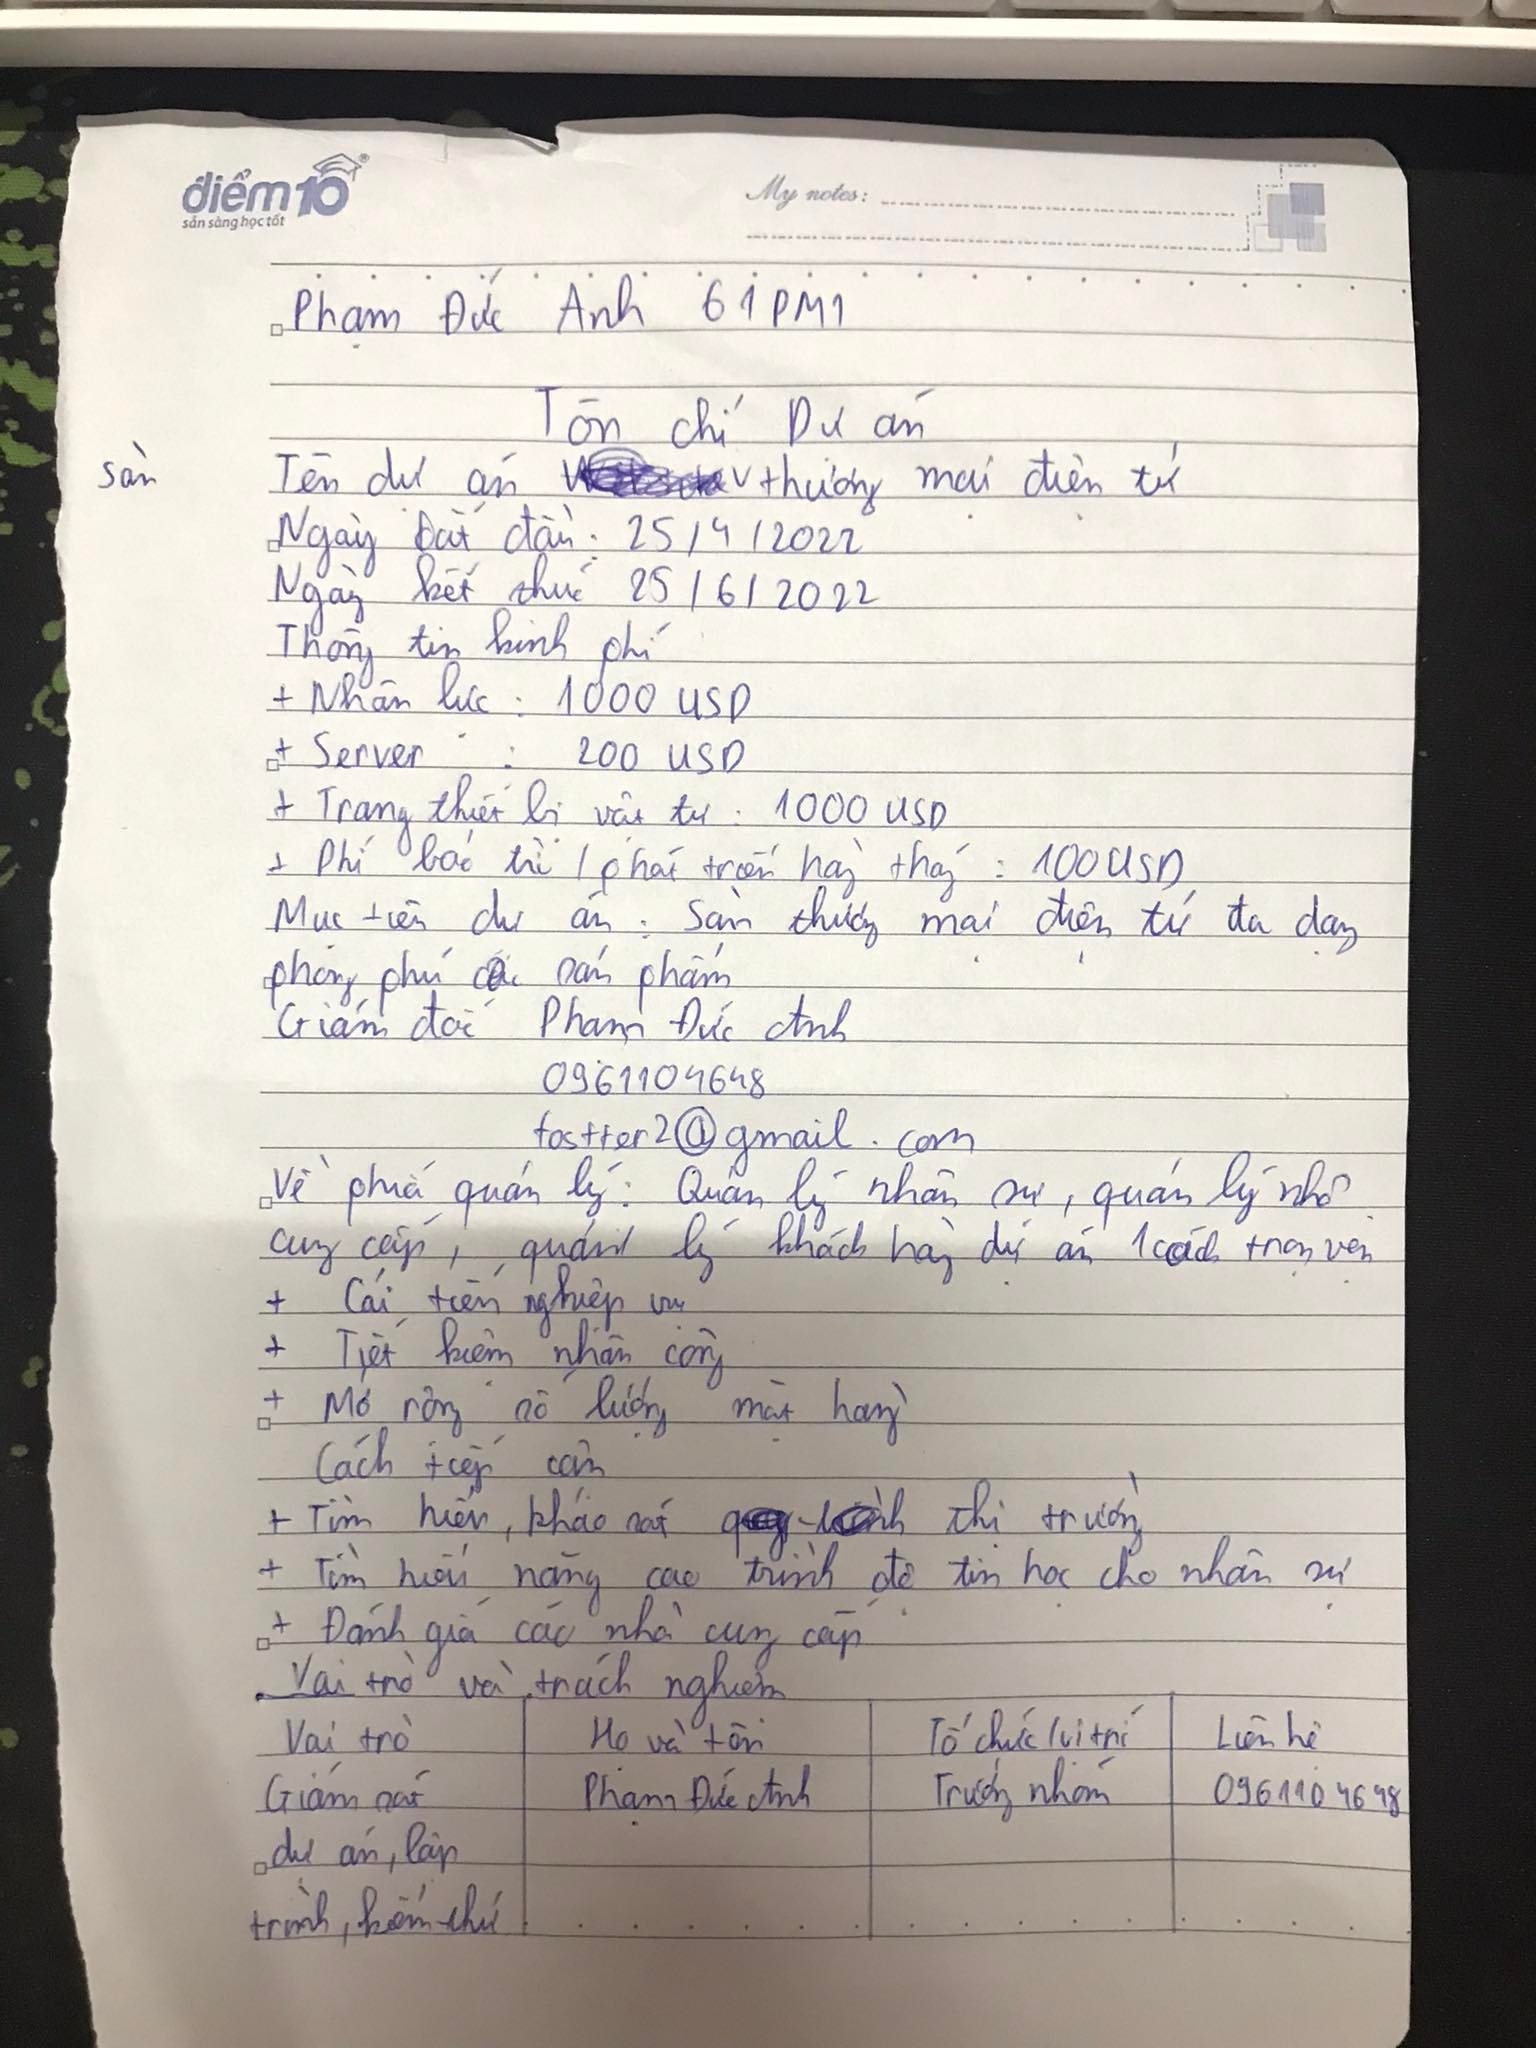 điểm10
sẵn sàng học tốt
My notes:
Phạm Đức Anh 61PM1
Tôn chỉ Dự án
sàn Tên dự án thương mại điện tử
Ngày bắt đầu: 25/4/2022
Ngày kết thúc 25/6/2022
Thông tin kinh phí
+ Nhân lực: 1000 USD
+ Server : 200 USD
+ Trang thiết bị vật tư: 1000 USD
+ Phí bảo trì / phát triển hàng tháng: 100USD
Mục tiêu dự án: Sàn thương mại điện tử đa dạng
phong phú các sản phẩm
Giám đốc Phạm Đức Anh
0961104648
tostter2@gmail.com
Về phía quản lý: Quản lý nhân sự, quản lý nhà
cung cấp, quản lý khách hàng dự án 1 cách trọn vẹn
+ Cải tiến nghiệp vụ
+ Tiết kiệm nhân công
+ Mở rộng số lượng mặt hàng
Cách tiếp cận
+ Tìm hiểu, khảo sát thị trường
+ Tìm hiểu nâng cao trình độ tin học cho nhân sự
+ Đánh giá các nhà cung cấp
Vai trò và trách nghiệm
Vai trò Họ và tên Tổ chức/vị trí Liên hệ
Giám sát Phạm Đức Anh Trưởng nhóm 0961104648
dự án, lập
trình, kiểm thử